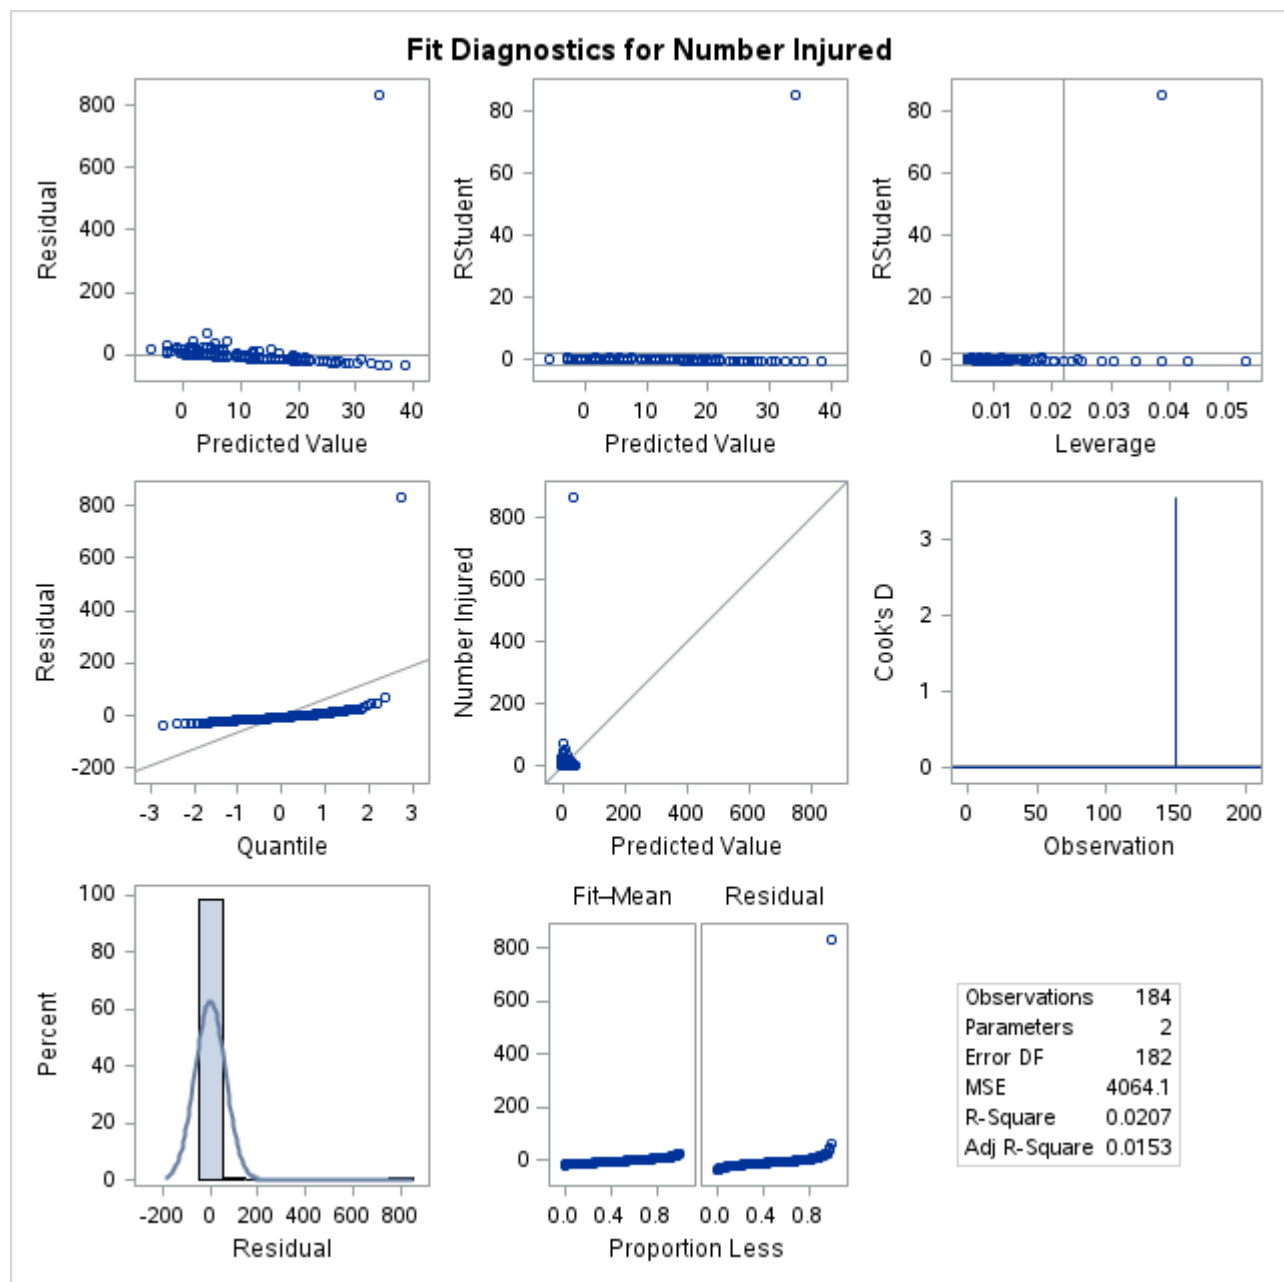 Fit Diagnostics for Number Injured
800
600
400
200
0
Residual
0 10 20 30 40
Predicted Value
80
60
40
20
0
RStudent
0 10 20 30 40
Predicted Value
80
60
40
20
0
RStudent
0.01 0.02 0.03 0.04 0.05
Leverage
800
600
400
200
0
-200
Residual
-3 -2 -1 0 1 2 3
Quantile
800
600
400
200
0
Number Injured
0 200 400 600 800
Predicted Value
3
2
1
0
Cook's D
0 50 100 150 200
Observation
100
80
60
40
20
0
Percent
-200 0 200 400 600 800
Residual
Fit–Mean Residual
800
600
400
200
0
0.0 0.4 0.8 0.0 0.4 0.8
Proportion Less
Observations 184
Parameters 2
Error DF 182
MSE 4064.1
R-Square 0.0207
Adj R-Square 0.0153